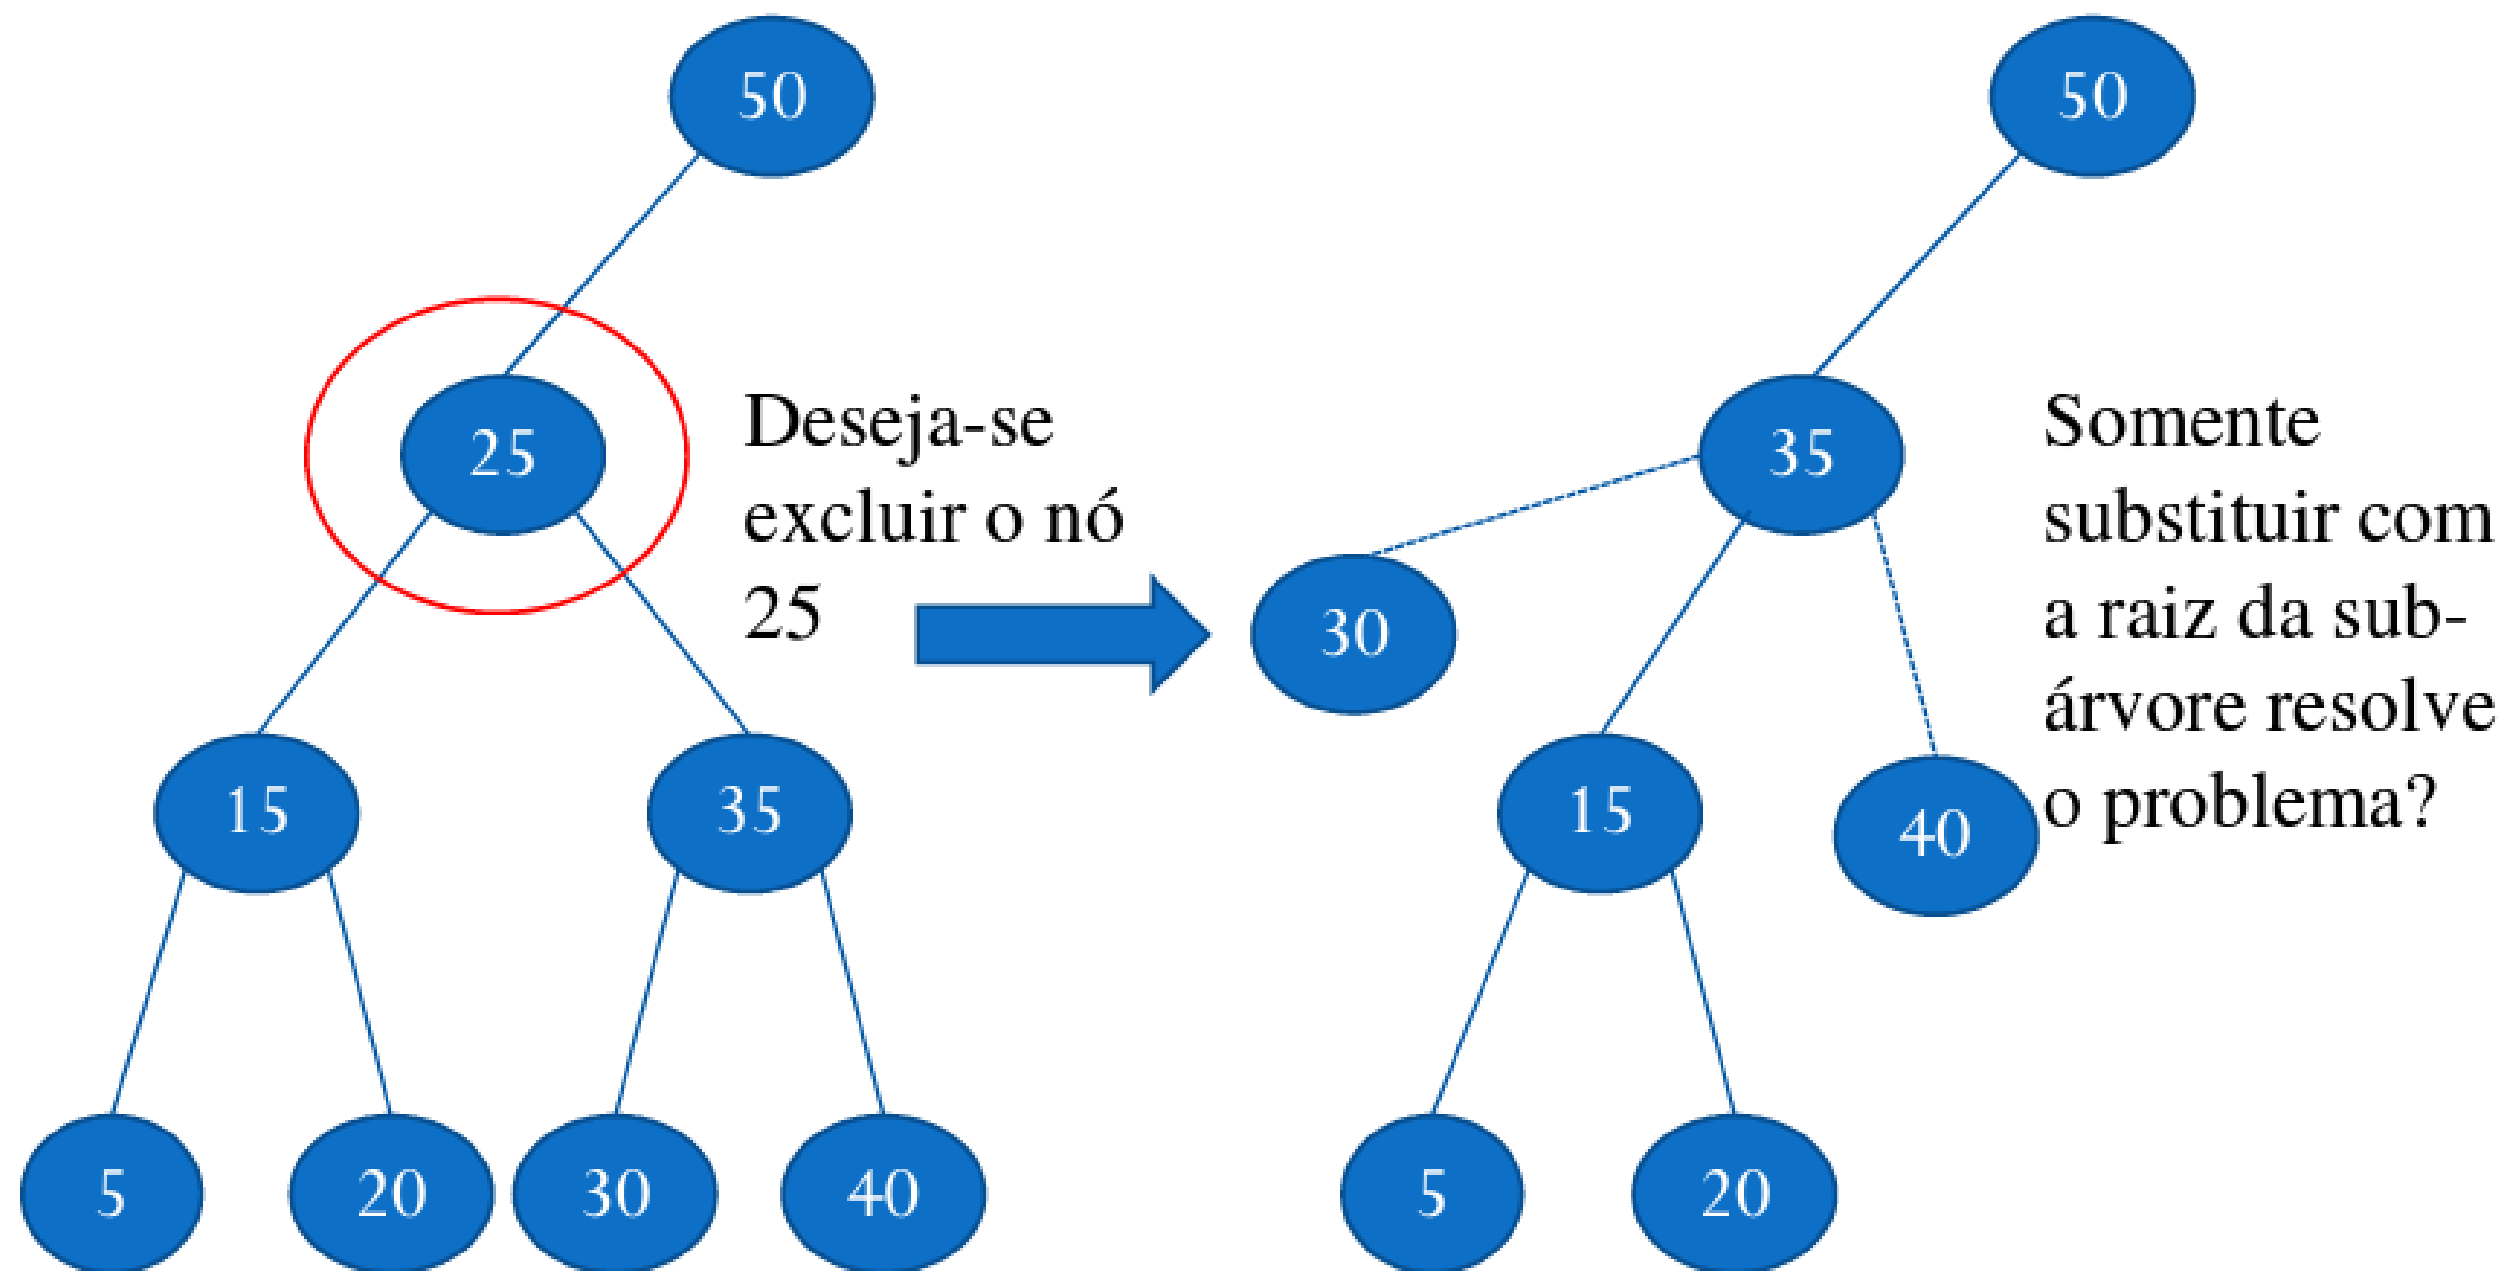 50
25
Deseja-se
excluir o nó
25
15
35
5
20
30
40
50
35
Somente
substituir com
a raiz da sub-
árvore resolve
o problema?
30
15
40
5
20